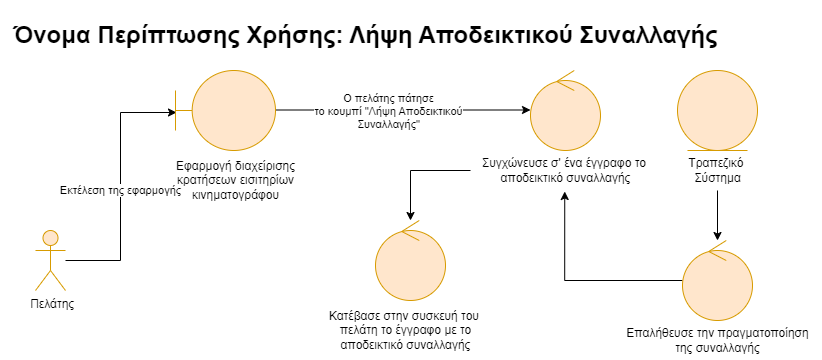 Όνομα Περίπτωσης Χρήσης: Λήψη Αποδεικτικού Συναλλαγής
Ο πελάτης πάτησε
το κουμπί "Λήψη Αποδεικτικού
Συναλλαγής"
Εφαρμογή διαχείρισης
κρατήσεων εισιτηρίων
κινηματογράφου
Συγχώνευσε σ' ένα έγγραφο το
αποδεικτικό συναλλαγής
Τραπεζικό
Σύστημα
Εκτέλεση της εφαρμογής
Πελάτης
Κατέβασε στην συσκευή του
πελάτη το έγγραφο με το
αποδεικτικό συναλλαγής
Επαλήθευσε την πραγματοποίηση
της συναλλαγής